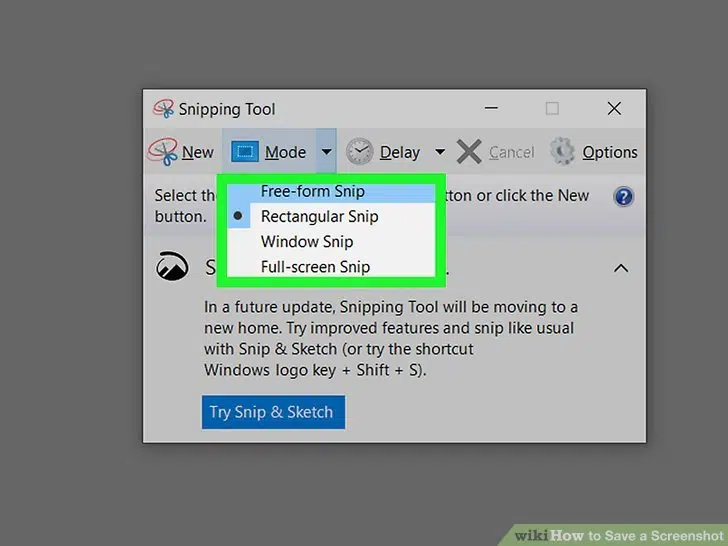 Snipping Tool
New Mode Delay Cancel Options
Select the
Free-form Snip
Rectangular Snip
Window Snip
Full-screen Snip
button or click the New
button.
S
.
In a future update, Snipping Tool will be moving to a
new home. Try improved features and snip like usual
with Snip & Sketch (or try the shortcut
Windows logo key + Shift + S).
Try Snip & Sketch
wikiHow to Save a Screenshot